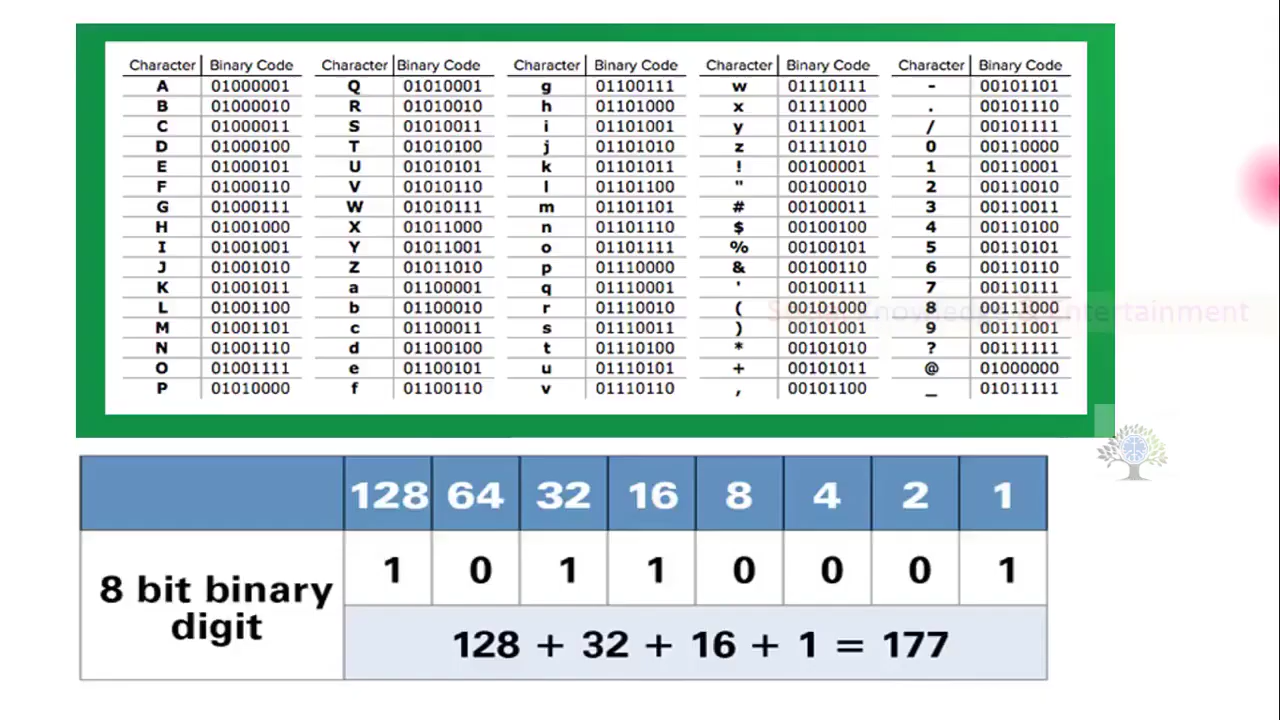 Character Binary Code Character Binary Code Character Binary Code Character Binary Code Character Binary Code
A 01000001 Q 01010001 g 01100111 w 01110111 - 00101101
B 01000010 R 01010010 h 01101000 x 01111000 . 00101110
C 01000011 S 01010011 i 01101001 y 01111001 / 00101111
D 01000100 T 01010100 j 01101010 z 01111010 0 00110000
E 01000101 U 01010101 k 01101011 ! 00100001 1 00110001
F 01000110 V 01010110 l 01101100 " 00100010 2 00110010
G 01000111 W 01010111 m 01101101 # 00100011 3 00110011
H 01001000 X 01011000 n 01101110 $ 00100100 4 00110100
I 01001001 Y 01011001 o 01101111 % 00100101 5 00110101
J 01001010 Z 01011010 p 01110000 & 00100110 6 00110110
K 01001011 a 01100001 q 01110001 ' 00100111 7 00110111
L 01001100 b 01100010 r 01110010 ( 00101000 8 00111000
M 01001101 c 01100011 s 01110011 ) 00101001 9 00111001
N 01001110 d 01100100 t 01110100 * 00101010 ? 00111111
O 01001111 e 01100101 u 01110101 + 00101011 @ 01000000
P 01010000 f 01100110 v 01110110 , 00101100 _ 01011111
Entertainment
128 64 32 16 8 4 2 1
8 bit binary digit 1 0 1 1 0 0 0 1
128 + 32 + 16 + 1 = 177